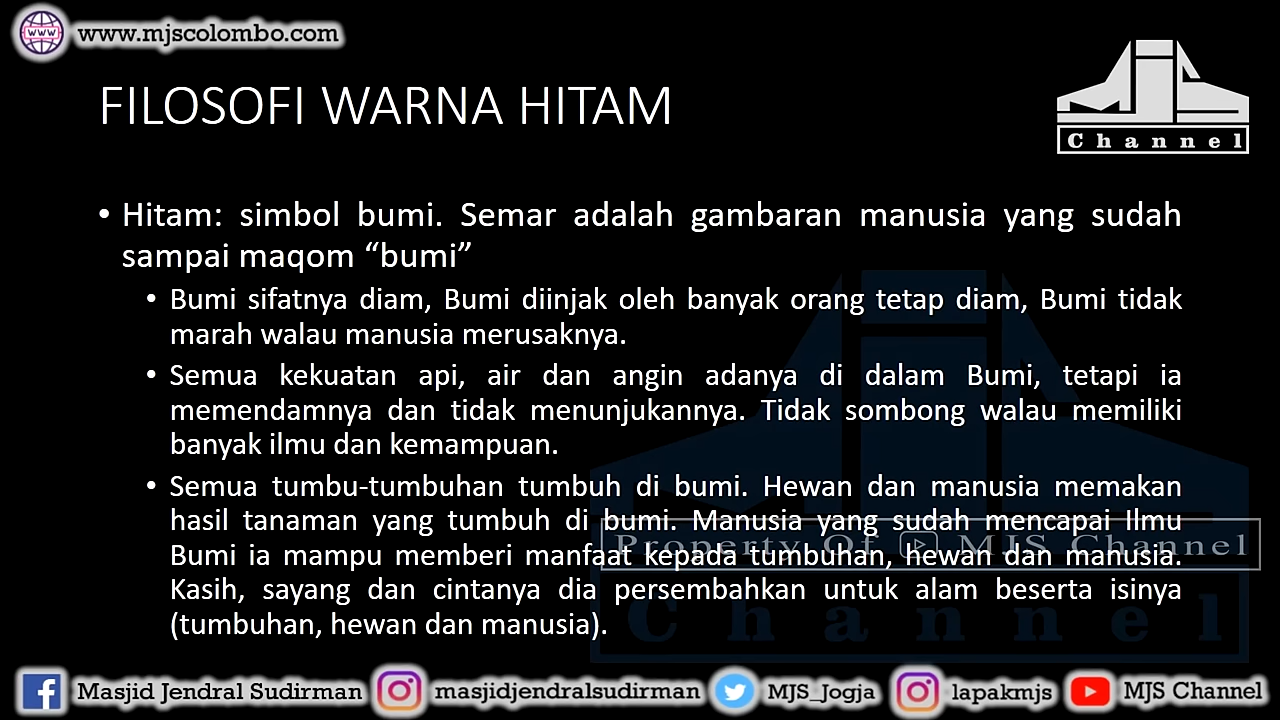 www.mjscolombo.com
MJS
Channel
FILOSOFI WARNA HITAM
• Hitam: simbol bumi. Semar adalah gambaran manusia yang sudah
sampai maqom “bumi”
• Bumi sifatnya diam, Bumi diinjak oleh banyak orang tetap diam, Bumi tidak
marah walau manusia merusaknya.
• Semua kekuatan api, air dan angin adanya di dalam Bumi, tetapi ia
memendamnya dan tidak menunjukannya. Tidak sombong walau memiliki
banyak ilmu dan kemampuan.
• Semua tumbu-tumbuhan tumbuh di bumi. Hewan dan manusia memakan
hasil tanaman yang tumbuh di bumi. Manusia yang sudah mencapai Ilmu
Property Of MJS Channel
Bumi ia mampu memberi manfaat kepada tumbuhan, hewan dan manusia.
Kasih, sayang dan cintanya dia persembahkan untuk alam beserta isinya
(tumbuhan, hewan dan manusia).
Channel
Masjid Jendral Sudirman masjidjendralsudirman MJS_Jogja lapakmjs MJS Channel